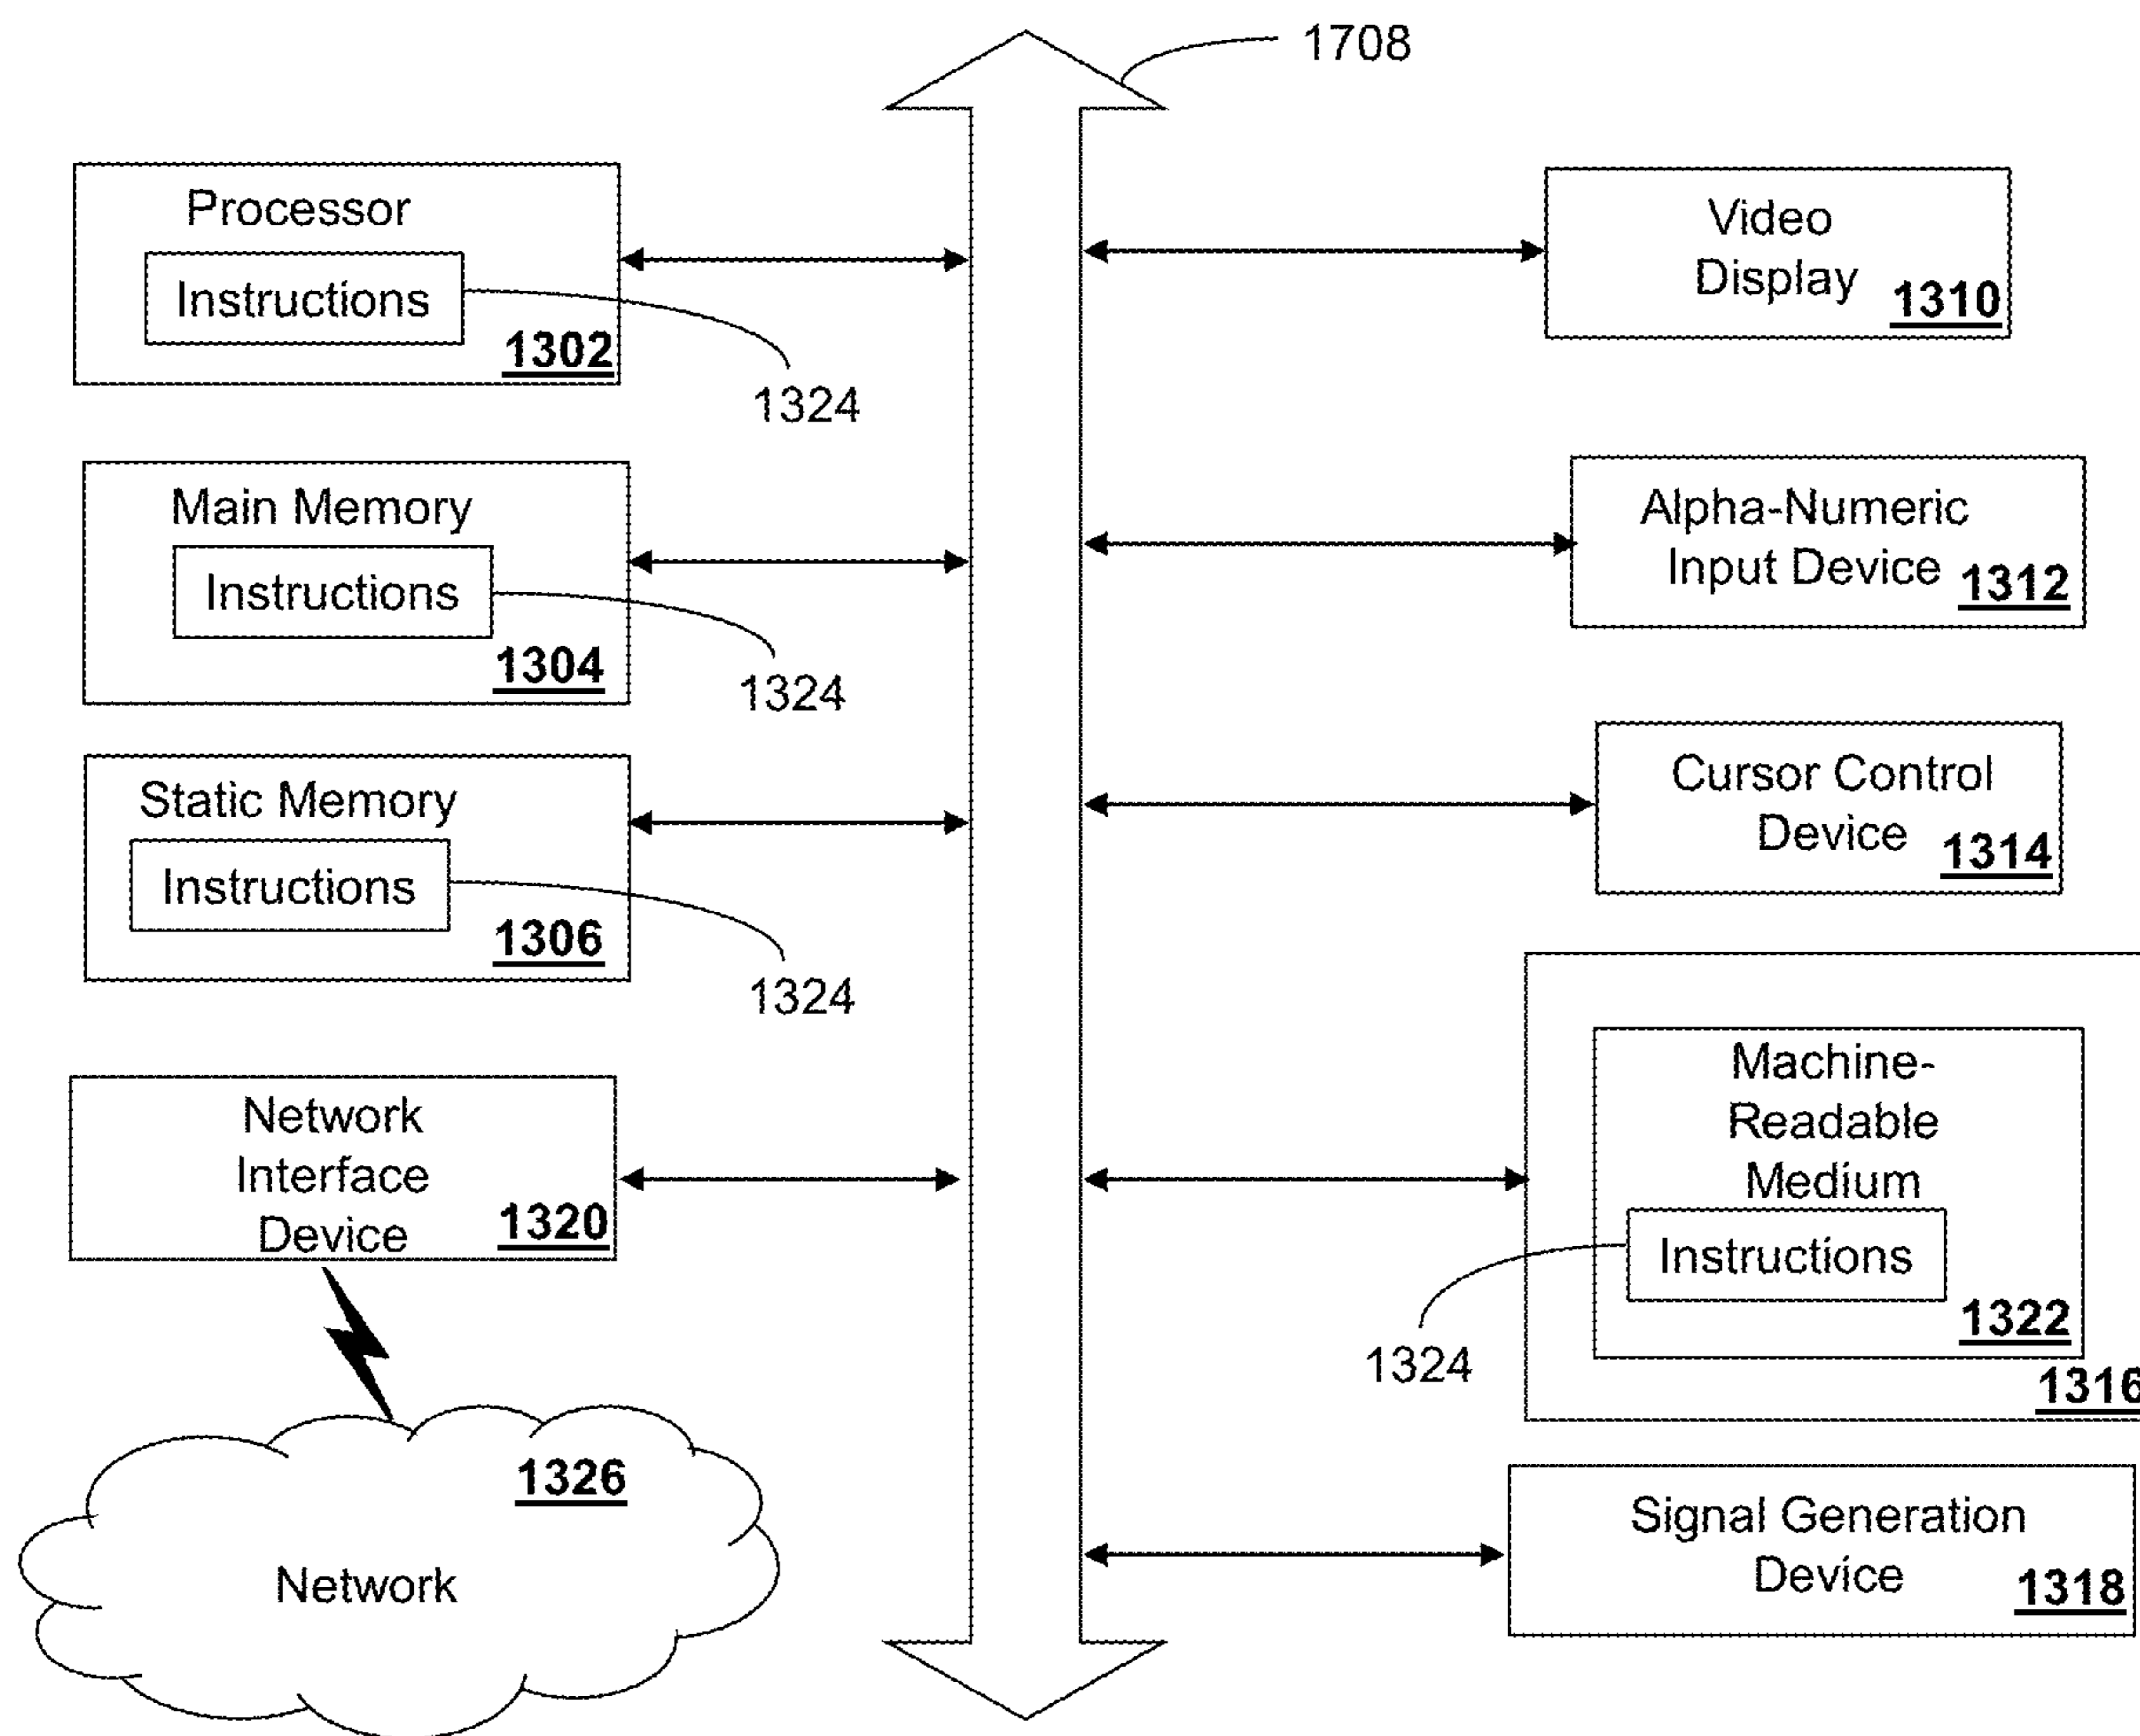 1708
Processor
Instructions
1302
1324
Main Memory
Instructions
1304
1324
Static Memory
Instructions
1306
1324
Network
Interface
Device
1320
1326
Network
Video
Display
1310
Alpha-Numeric
Input Device
1312
Cursor Control
Device
1314
Machine-
Readable
Medium
Instructions
1322
1324
1316
Signal Generation
Device
1318